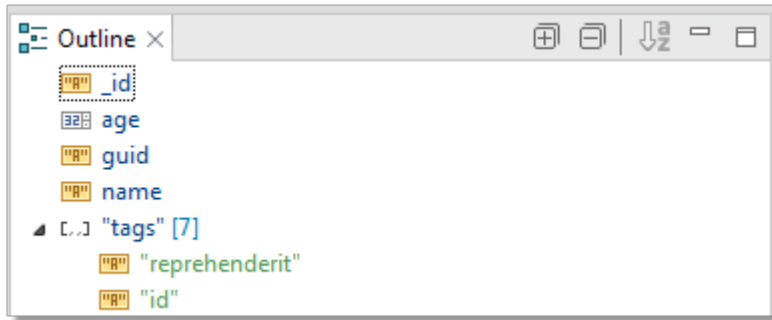 Outline
_id
age
guid
name
"tags" [7]
"reprehenderit"
"id"